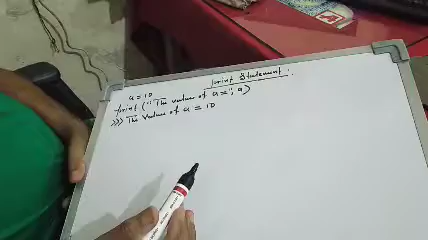 print Statement.
a = 10
print ("The value of a=", a)
>>> The value of a = 10